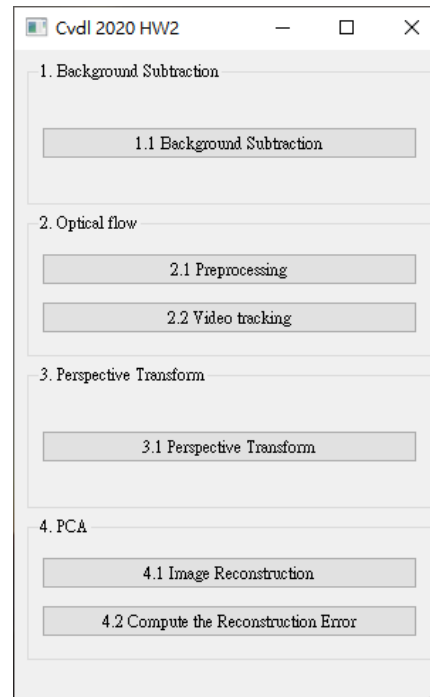 Cvdl 2020 HW2
1. Background Subtraction
1.1 Background Subtraction
2. Optical flow
2.1 Preprocessing
2.2 Video tracking
3. Perspective Transform
3.1 Perspective Transform
4. PCA
4.1 Image Reconstruction
4.2 Compute the Reconstruction Error